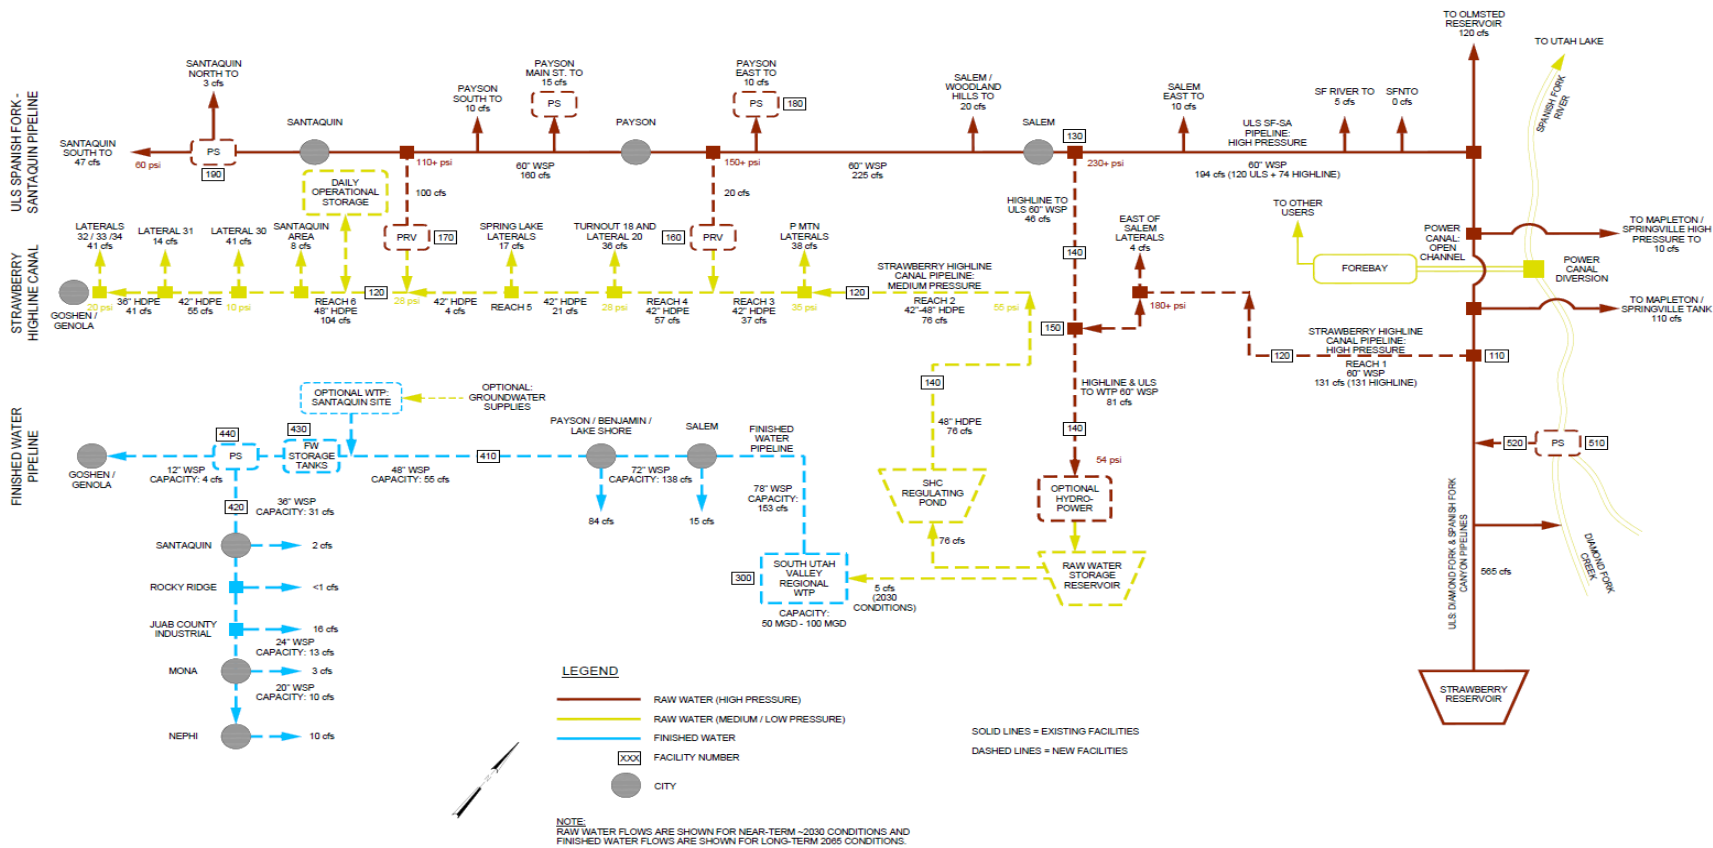 TO OLMSTED
RESERVOIR
120 cfs
TO UTAH LAKE
SPANISH FORK
RIVER
ULS SPANISH FORK -
SANTAQUIN PIPELINE
SANTAQUIN
NORTH TO
3 cfs
SANTAQUIN
SOUTH TO
47 cfs
60 psi
PS
190
SANTAQUIN
110+ psi
PAYSON
SOUTH TO
10 cfs
PAYSON
MAIN ST. TO
15 cfs
PS
60" WSP
160 cfs
PAYSON
PAYSON
EAST TO
10 cfs
PS
180
150+ psi
60" WSP
225 cfs
SALEM /
WOODLAND
HILLS TO
20 cfs
SALEM
130
230+ psi
SALEM
EAST TO
10 cfs
ULS SF-SA
PIPELINE:
HIGH PRESSURE
60" WSP
194 cfs (120 ULS + 74 HIGHLINE)
SF RIVER TO
5 cfs
SFNTO
0 cfs
STRAWBERRY
HIGHLINE CANAL
DAILY
OPERATIONAL
STORAGE
100 cfs
20 cfs
LATERALS
32 / 33 /34
41 cfs
LATERAL 31
14 cfs
LATERAL 30
41 cfs
SANTAQUIN
AREA
8 cfs
PRV
170
SPRING LAKE
LATERALS
17 cfs
TURNOUT 18 AND
LATERAL 20
36 cfs
160
PRV
P MTN
LATERALS
38 cfs
GOSHEN /
GENOLA
20 psi
36" HDPE
41 cfs
42" HDPE
55 cfs
10 psi
REACH 6
48" HDPE
104 cfs
120
28 psi
42" HDPE
4 cfs
REACH 5
42" HDPE
21 cfs
28 psi
REACH 4
42" HDPE
57 cfs
REACH 3
42" HDPE
37 cfs
35 psi
120
STRAWBERRY HIGHLINE
CANAL PIPELINE:
MEDIUM PRESSURE
REACH 2
42"-48" HDPE
76 cfs
55 psi
HIGHLINE TO
ULS 60" WSP
46 cfs
140
EAST OF
SALEM
LATERALS
4 cfs
180+ psi
150
120
STRAWBERRY HIGHLINE
CANAL PIPELINE:
HIGH PRESSURE
REACH 1
60" WSP
131 cfs (131 HIGHLINE)
110
TO OTHER
USERS
FOREBAY
POWER
CANAL:
OPEN
CHANNEL
POWER
CANAL
DIVERSION
TO MAPLETON /
SPRINGVILLE HIGH
PRESSURE TO
10 cfs
TO MAPLETON /
SPRINGVILLE TANK
110 cfs
HIGHLINE & ULS
TO WTP 60" WSP
81 cfs
140
54 psi
OPTIONAL
HYDRO-
POWER
RAW WATER
STORAGE
RESERVOIR
140
48" HDPE
76 cfs
SHC
REGULATING
POND
76 cfs
5 cfs
(2030
CONDITIONS)
520
PS
510
ULS: DIAMOND FORK & SPANISH FORK
CANYON PIPELINES
565 cfs
DIAMOND FORK
CREEK
STRAWBERRY
RESERVOIR
FINISHED WATER
PIPELINE
OPTIONAL WTP:
SANTAQUIN SITE
OPTIONAL:
GROUNDWATER
SUPPLIES
GOSHEN /
GENOLA
12" WSP
CAPACITY: 4 cfs
440
PS
430
FW
STORAGE
TANKS
48" WSP
CAPACITY: 55 cfs
410
PAYSON / BENJAMIN /
LAKE SHORE
72" WSP
CAPACITY: 138 cfs
SALEM
FINISHED
WATER
PIPELINE
78" WSP
CAPACITY:
153 cfs
84 cfs
15 cfs
300
SOUTH UTAH
VALLEY
REGIONAL
WTP
CAPACITY:
50 MGD - 100 MGD
420
36" WSP
CAPACITY: 31 cfs
SANTAQUIN
2 cfs
ROCKY RIDGE
<1 cfs
JUAB COUNTY
INDUSTRIAL
16 cfs
24" WSP
CAPACITY: 13 cfs
MONA
3 cfs
20" WSP
CAPACITY: 10 cfs
NEPHI
10 cfs
LEGEND
RAW WATER (HIGH PRESSURE)
RAW WATER (MEDIUM / LOW PRESSURE)
FINISHED WATER
XXX FACILITY NUMBER
CITY
SOLID LINES = EXISTING FACILITIES
DASHED LINES = NEW FACILITIES
NOTE:
RAW WATER FLOWS ARE SHOWN FOR NEAR-TERM ~2030 CONDITIONS AND
FINISHED WATER FLOWS ARE SHOWN FOR LONG-TERM 2065 CONDITIONS.